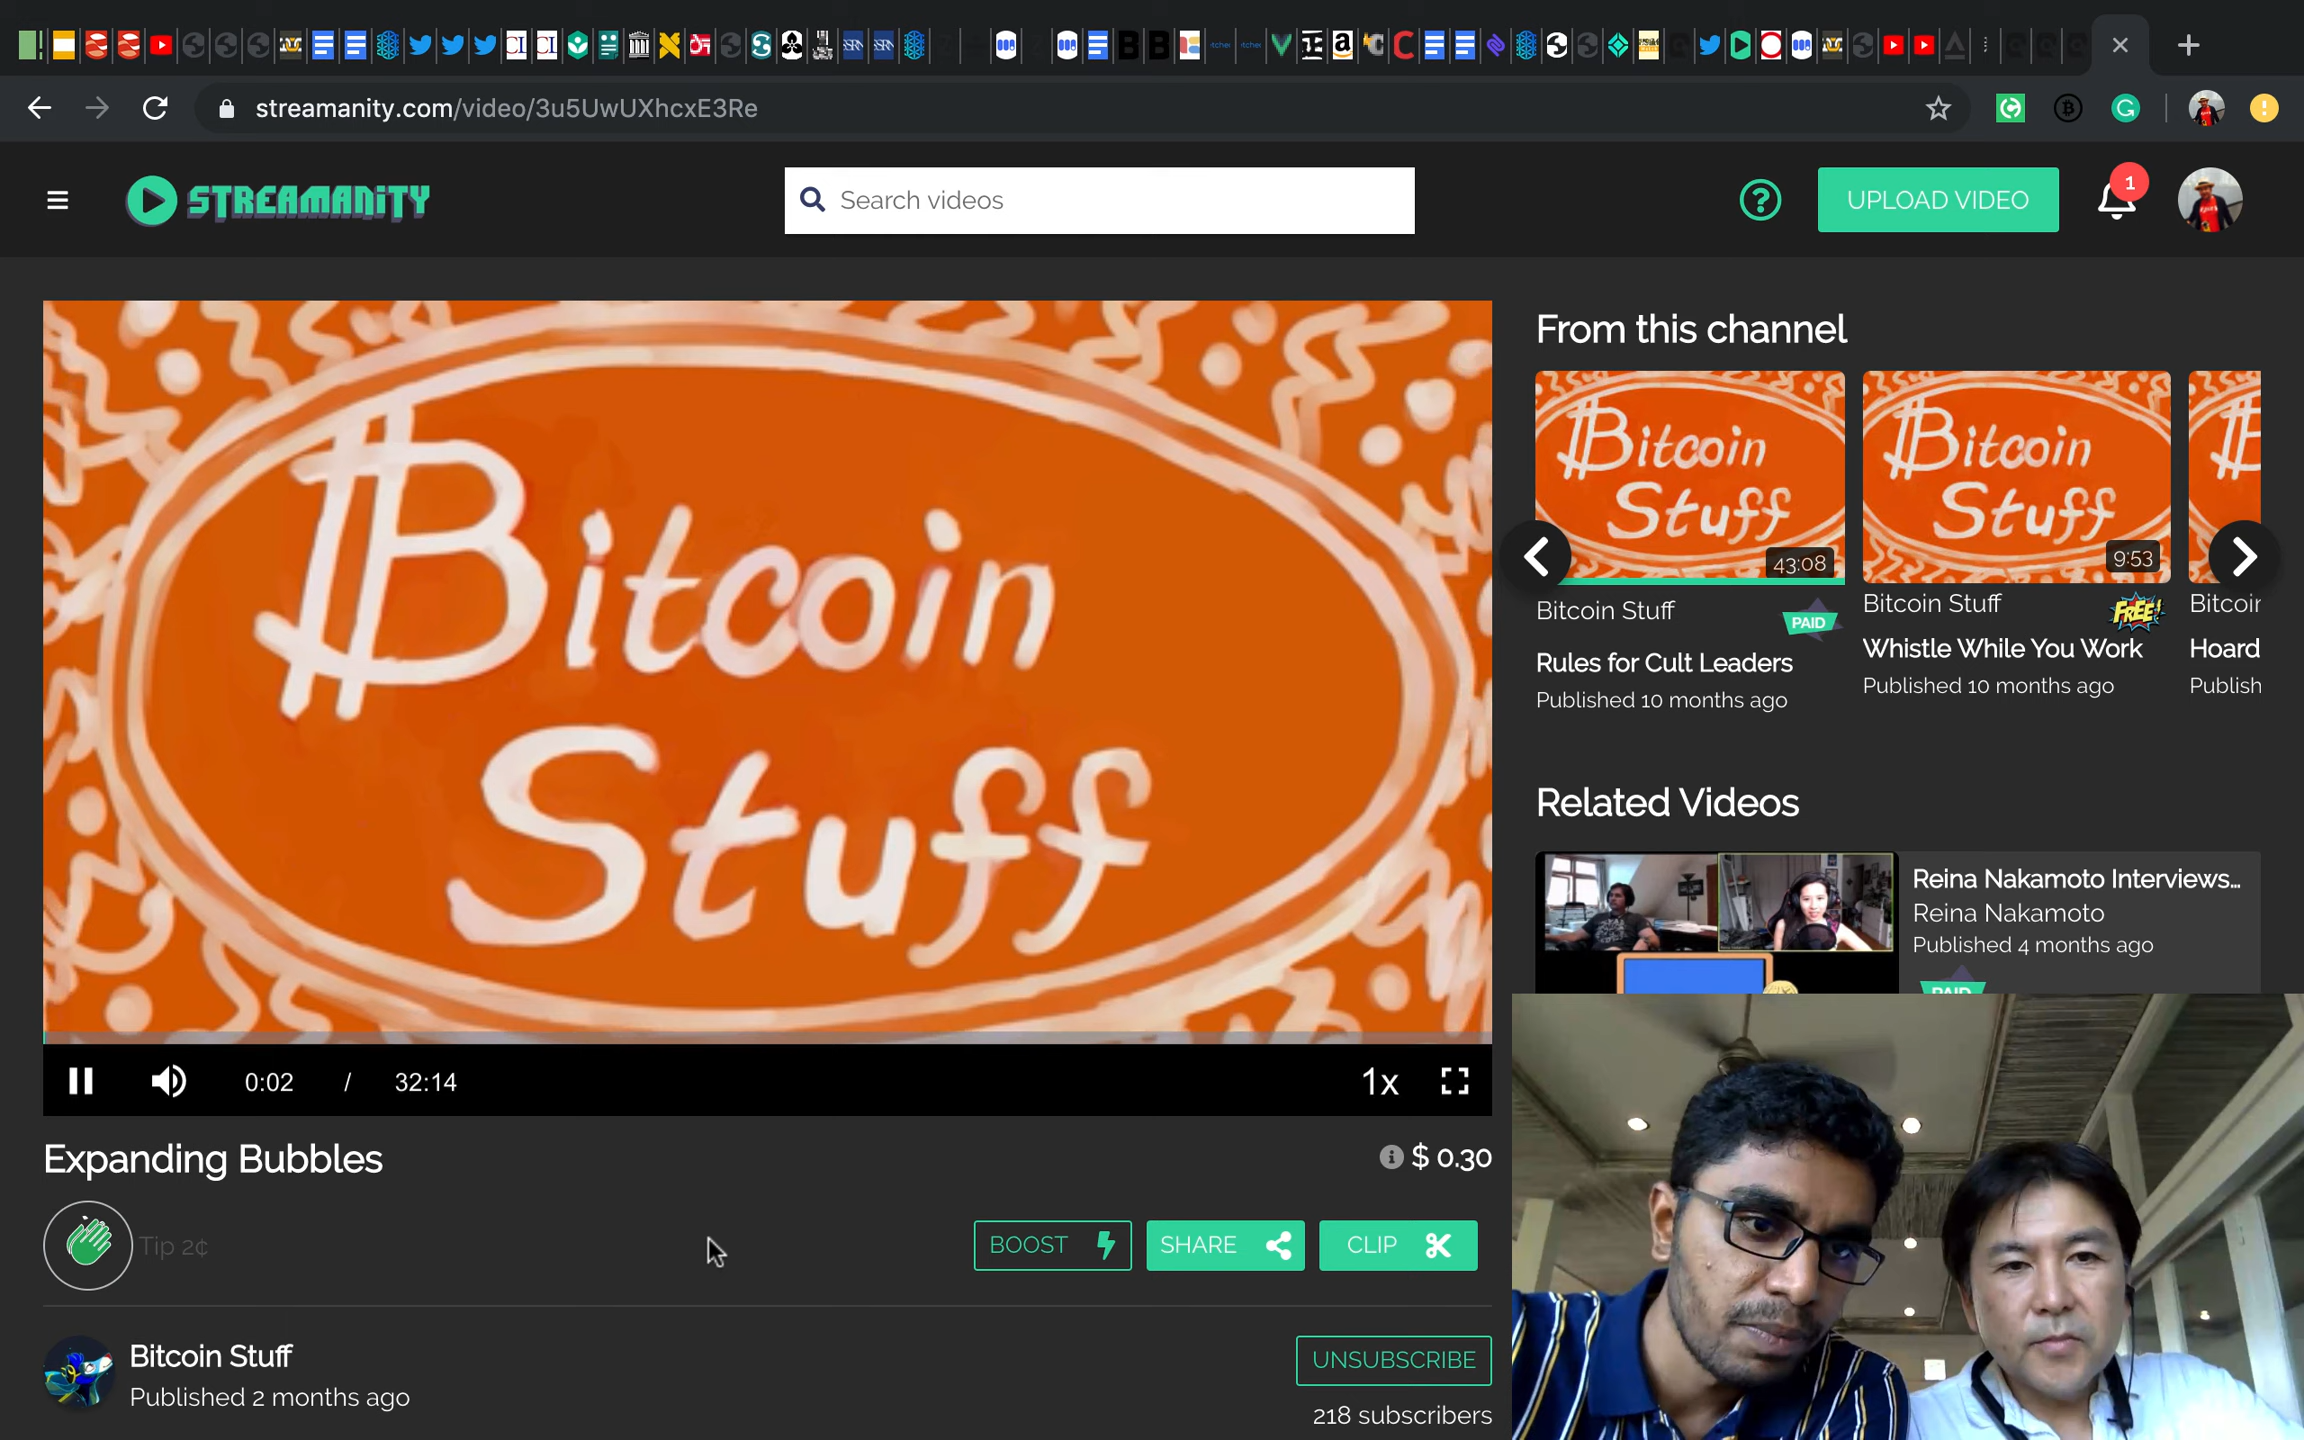 streamanity.com/video/3u5UwUXhcxE3Re
STREAMANITY
Search videos
UPLOAD VIDEO
1
Bitcoin
Stuff
0:02 / 32:14
1x
Expanding Bubbles
$ 0.30
Tip 2¢
BOOST
SHARE
CLIP
Bitcoin Stuff
Published 2 months ago
UNSUBSCRIBE
218 subscribers
From this channel
Bitcoin
Stuff
43:08
Bitcoin Stuff
PAID
Rules for Cult Leaders
Published 10 months ago
Bitcoin
Stuff
9:53
Bitcoin Stuff
FREE!
Whistle While You Work
Published 10 months ago
Hoard
Publish
Related Videos
Reina Nakamoto Interviews...
Reina Nakamoto
Published 4 months ago
PAID